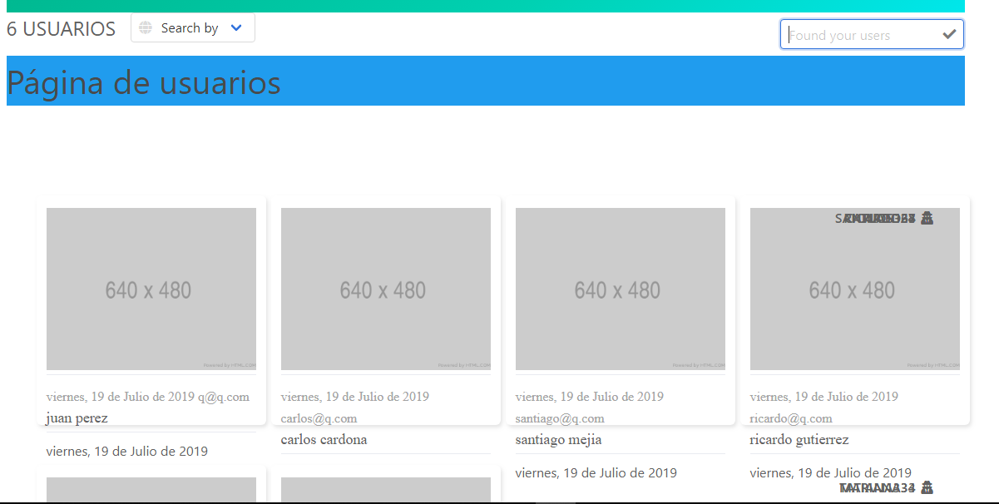 6 USUARIOS
Search by
Found your users
Página de usuarios
640 x 480
640 x 480
640 x 480
640 x 480
Powered by HTML.COM
Powered by HTML.COM
Powered by HTML.COM
Powered by HTML.COM
viernes, 19 de Julio de 2019 q@q.com
juan perez
viernes, 19 de Julio de 2019
viernes, 19 de Julio de 2019
carlos@q.com
carlos cardona
viernes, 19 de Julio de 2019
santiago@q.com
santiago mejia
viernes, 19 de Julio de 2019
viernes, 19 de Julio de 2019
ricardo@q.com
ricardo gutierrez
viernes, 19 de Julio de 2019